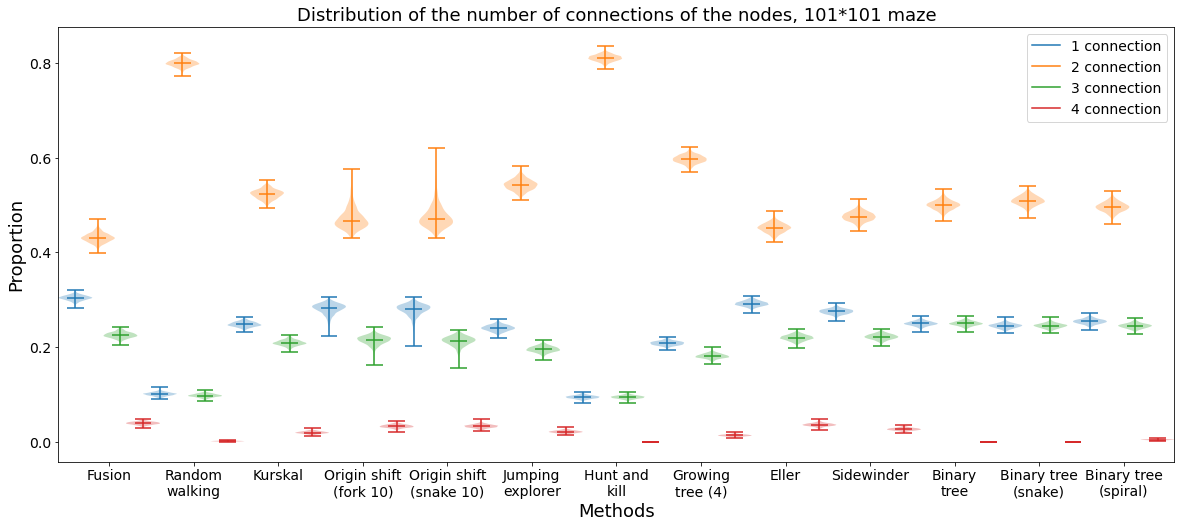 Distribution of the number of connections of the nodes, 101*101 maze
Proportion
0.8
0.6
0.4
0.2
0.0
1 connection
2 connection
3 connection
4 connection
Fusion
Random
walking
Kurskal
Origin shift
(fork 10)
Origin shift
(snake 10)
Jumping
explorer
Hunt and
kill
Growing
tree (4)
Eller
Sidewinder
Binary
tree
Binary tree
(snake)
Binary tree
(spiral)
Methods